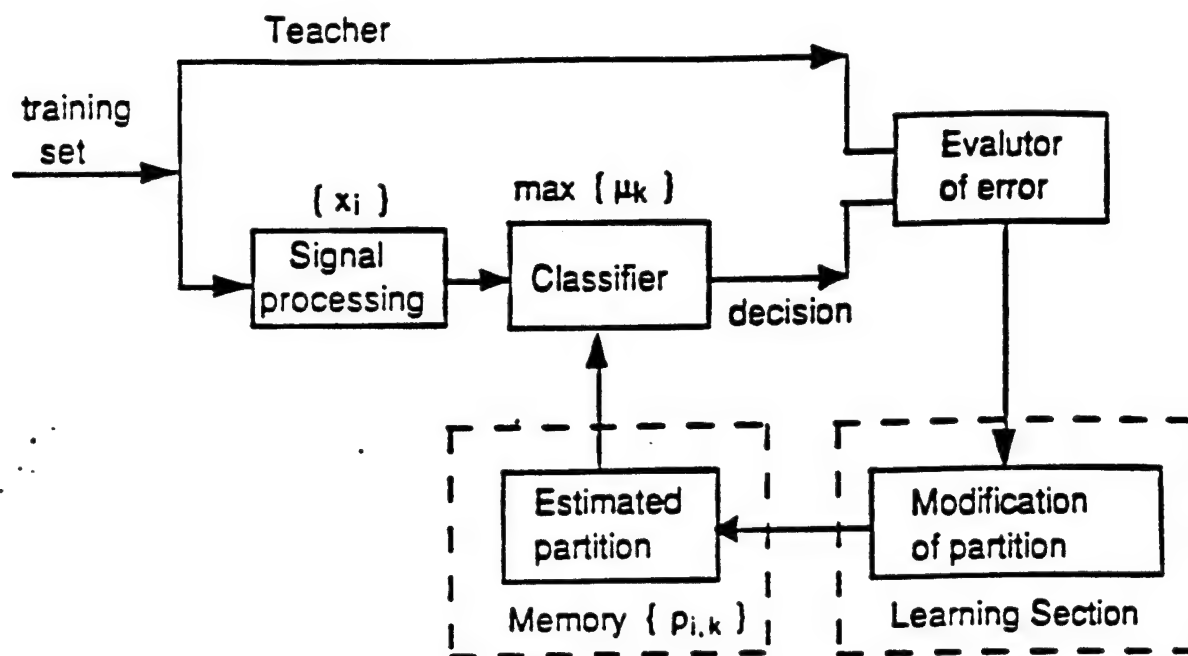 Teacher
training
set
Evalutor
of error
{ xi }
max { μk }
Signal
processing
Classifier
decision
Estimated
partition
Modification
of partition
Memory { pi,k }
Learning Section